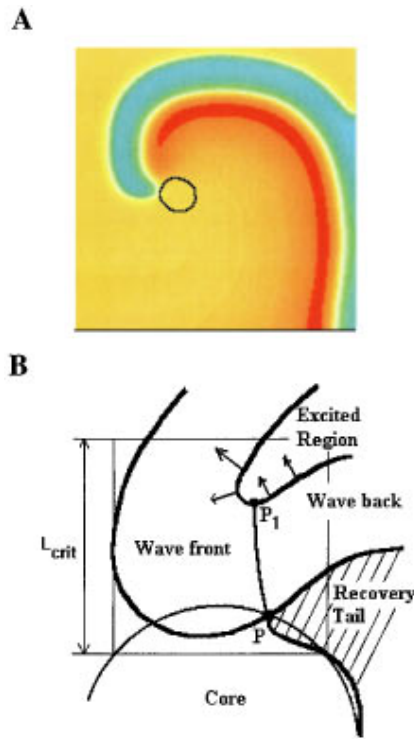 A
B
Excited
Region
P1
Wave back
Lcrit
Wave front
Recovery
Tail
P
Core